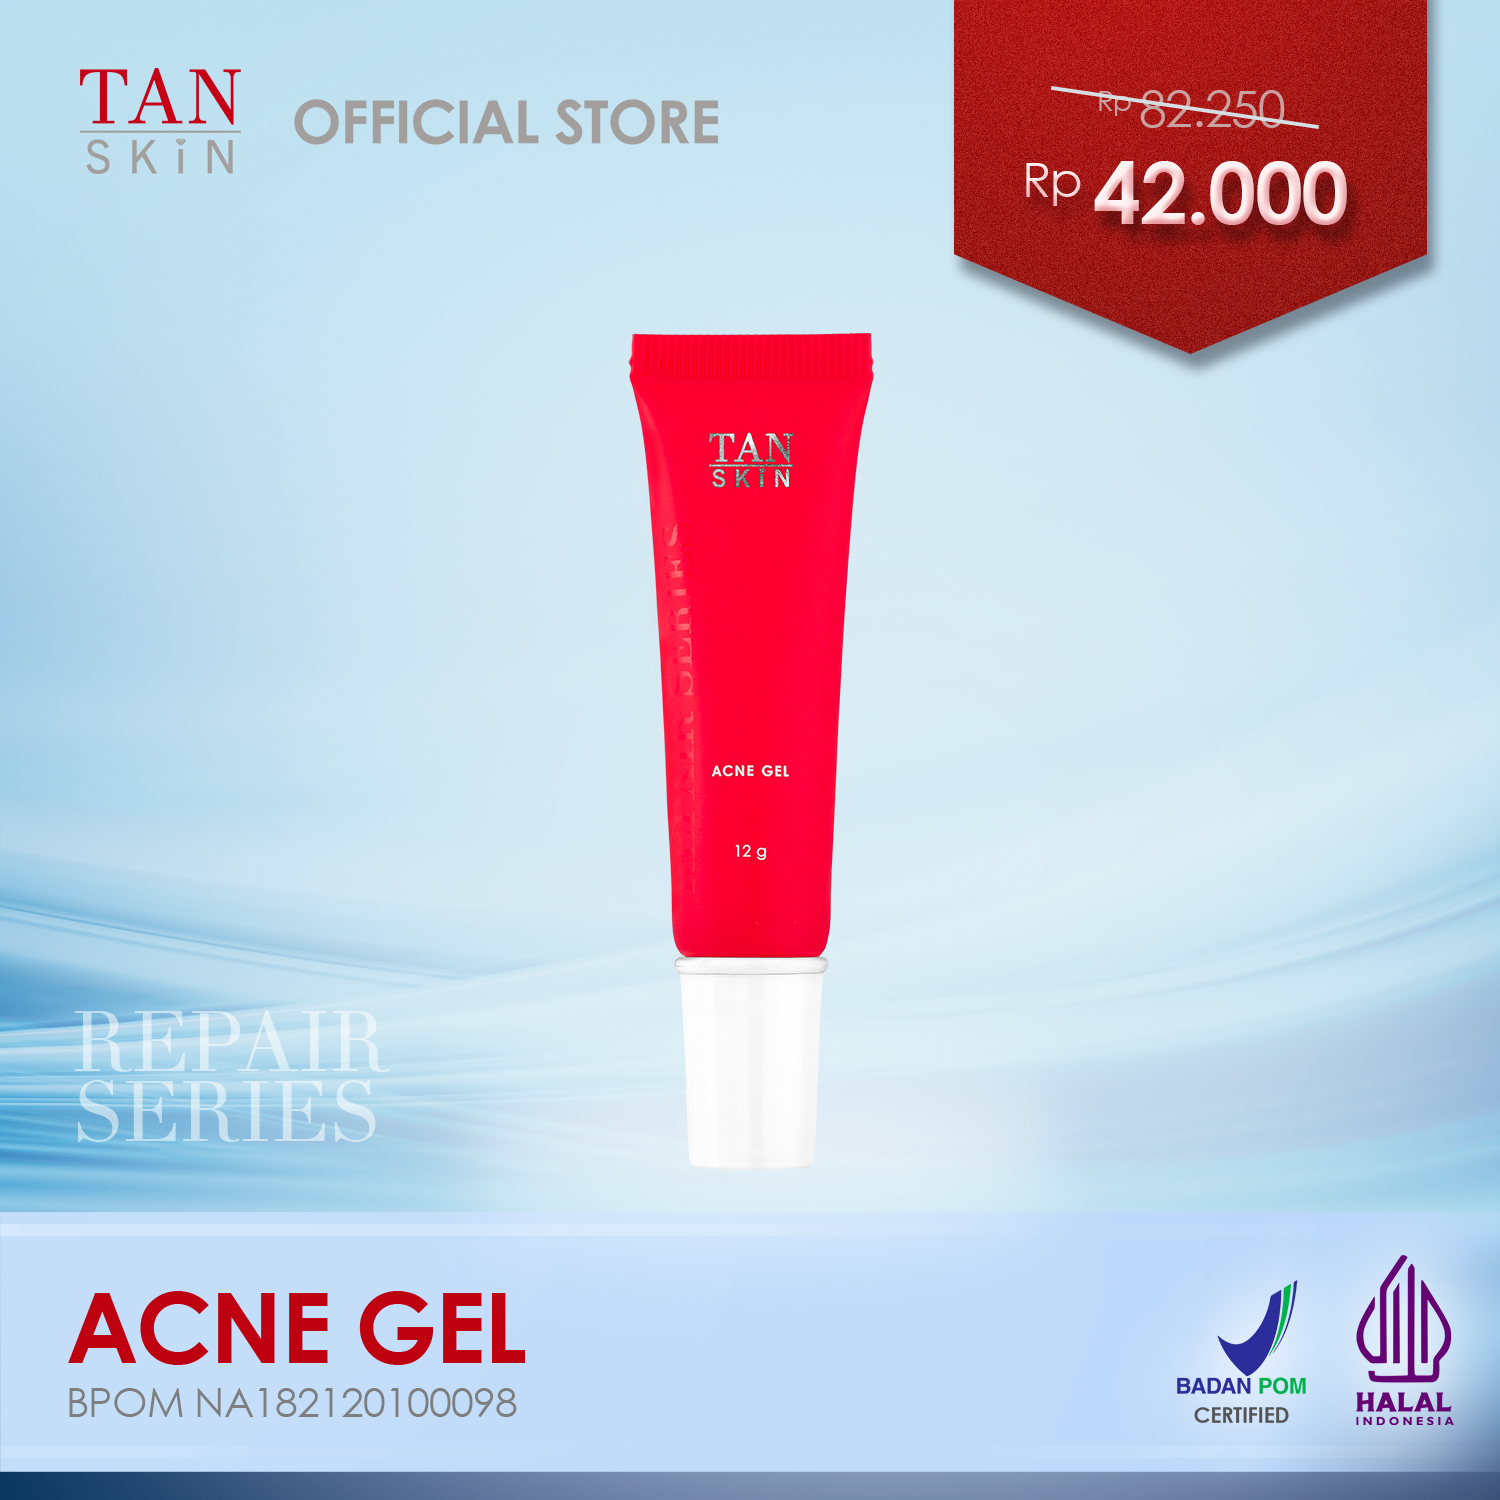 TAN
SKiN
OFFICIAL STORE
Rp 82.250
Rp 42.000
TAN
SKiN
REPAIR SERIES
ACNE GEL
12 g
REPAIR
SERIES
ACNE GEL
BPOM NA18212010098
BADAN POM
CERTIFIED
HALAL
INDONESIA